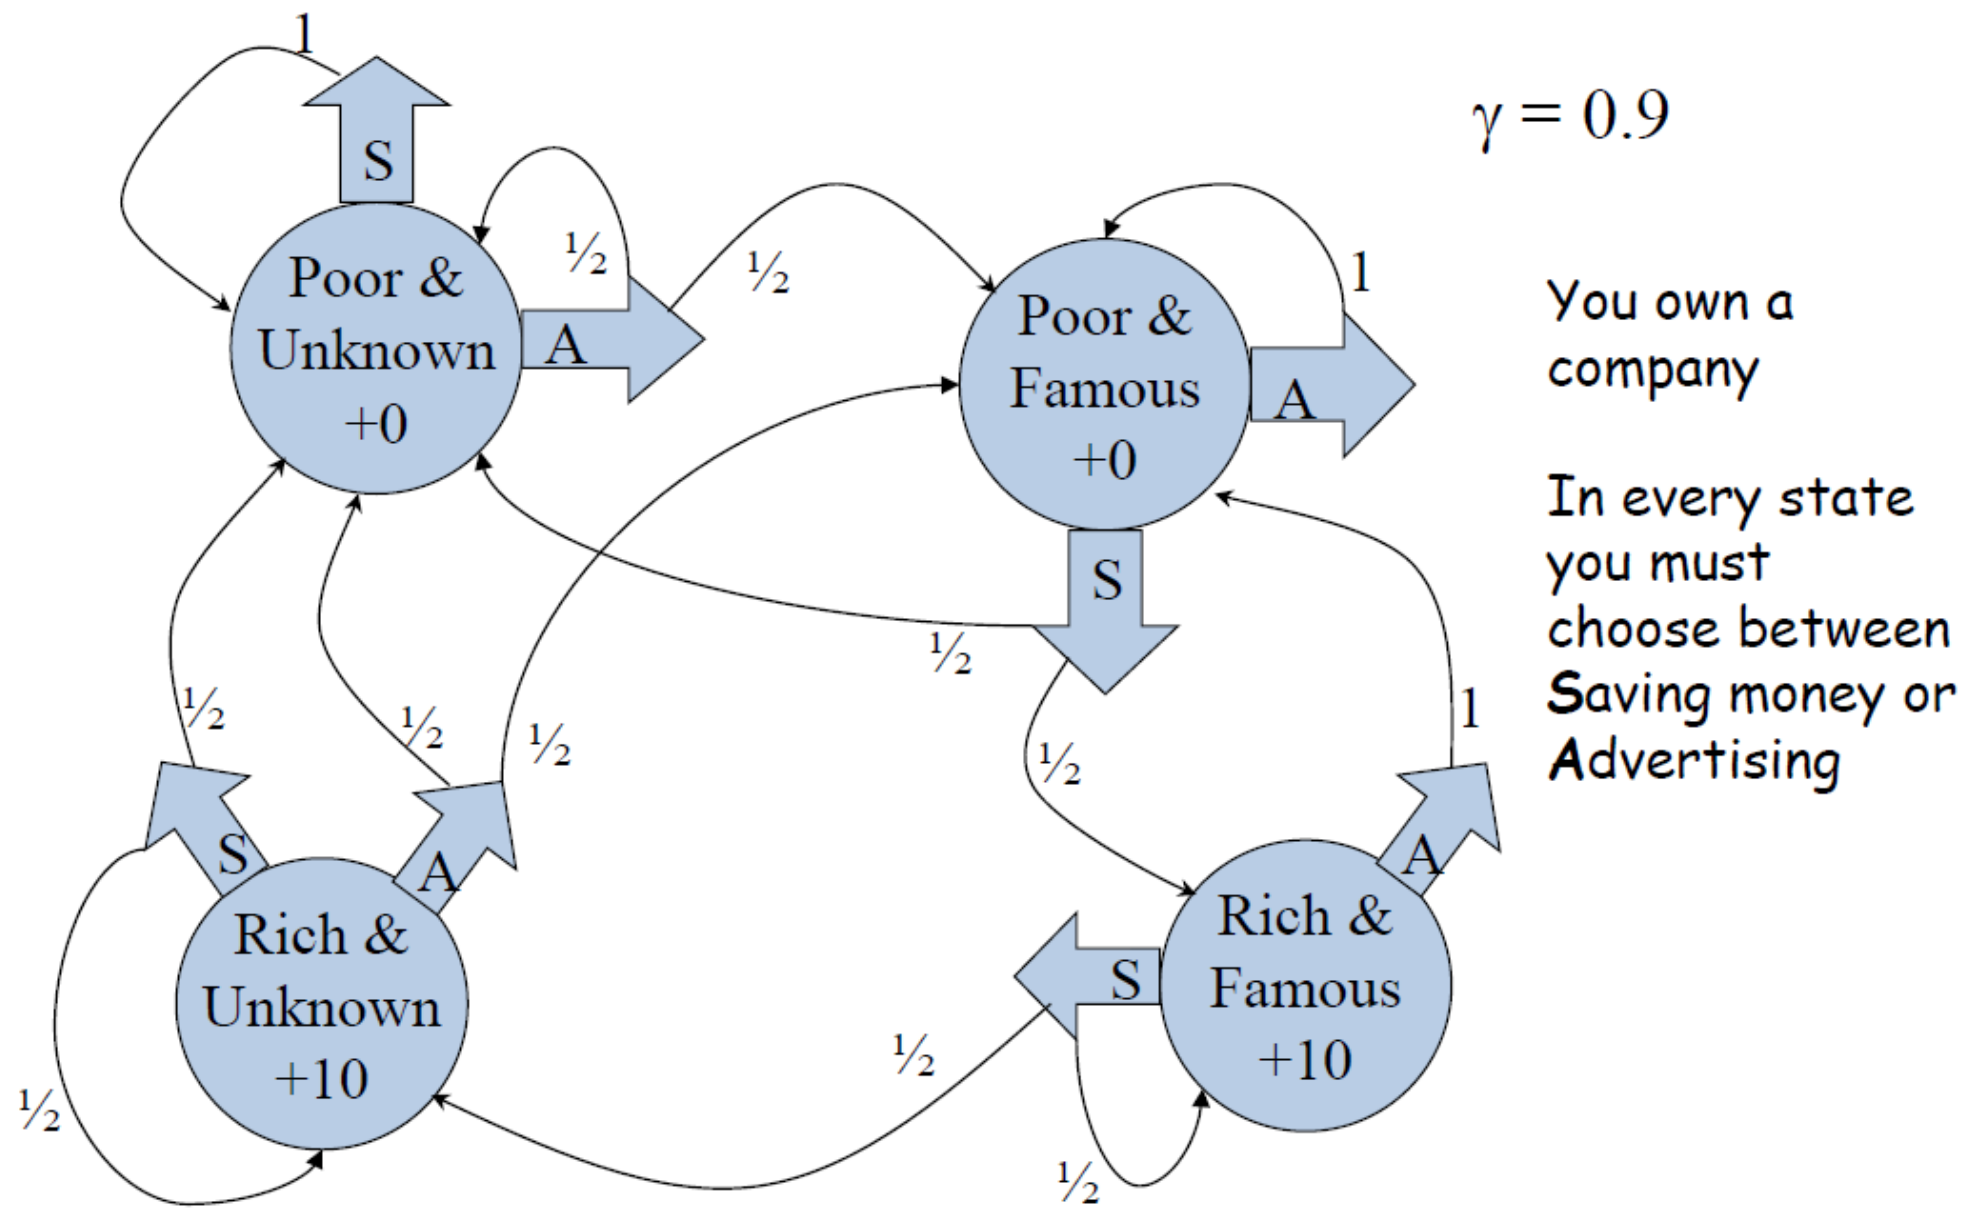 1
S
½
½
A
Poor &
Unknown
+0
γ = 0.9
1
Poor &
Famous
+0
A
S
½
½
You own a
company
In every state
you must
choose between
Saving money or
Advertising
½
½
½
S
A
Rich &
Unknown
+10
½
1
A
S
Rich &
Famous
+10
½
½